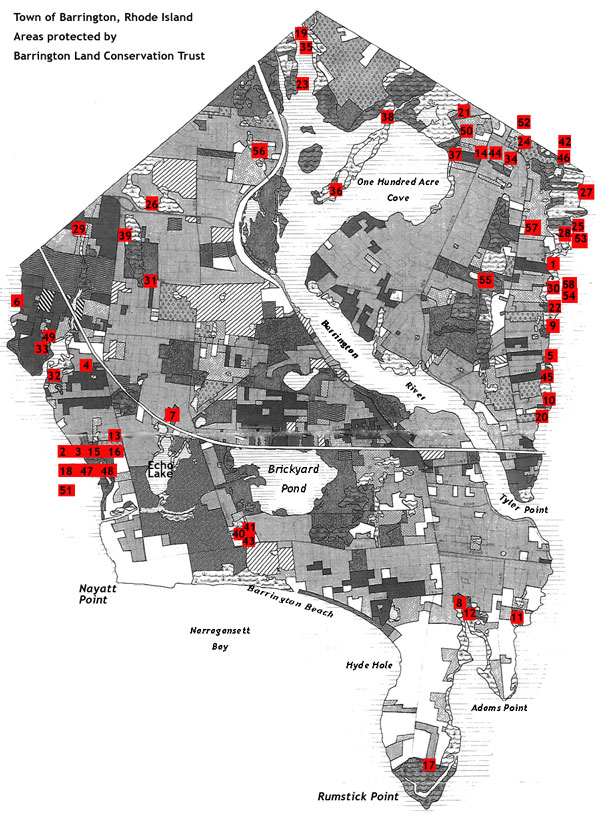 Town of Barrington, Rhode Island
Areas protected by
Barrington Land Conservation Trust
19
35
23
21
38
52
50
24
42
56
37 14 44 34
46
36
One Hundred Acre
Cove
27
26
29
39
57
28
25
53
1
31
55
30
58
54
6
22
Barrington
River
9
49
33
5
4
32
45
10
7
20
13
2 3 15 16
18 47 48
Echo
Lake
Brickyard
Pond
51
Tyler Point
41
40
43
Nayatt
Point
Barrington Beach
8
12
11
Narragansett
Bay
Hyde Hole
Adams Point
17
Rumstick Point